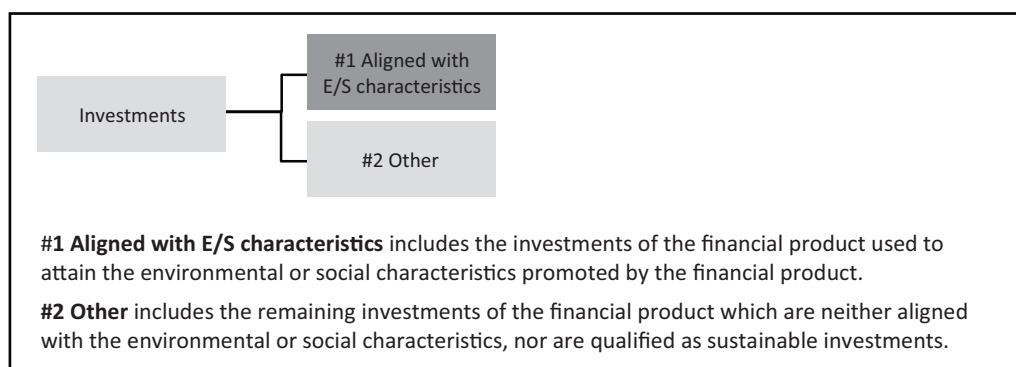 #1 Aligned with
E/S characteristics
Investments
#2 Other
#1 Aligned with E/S characteristics includes the investments of the financial product used to
attain the environmental or social characteristics promoted by the financial product.
#2 Other includes the remaining investments of the financial product which are neither aligned
with the environmental or social characteristics, nor are qualified as sustainable investments.